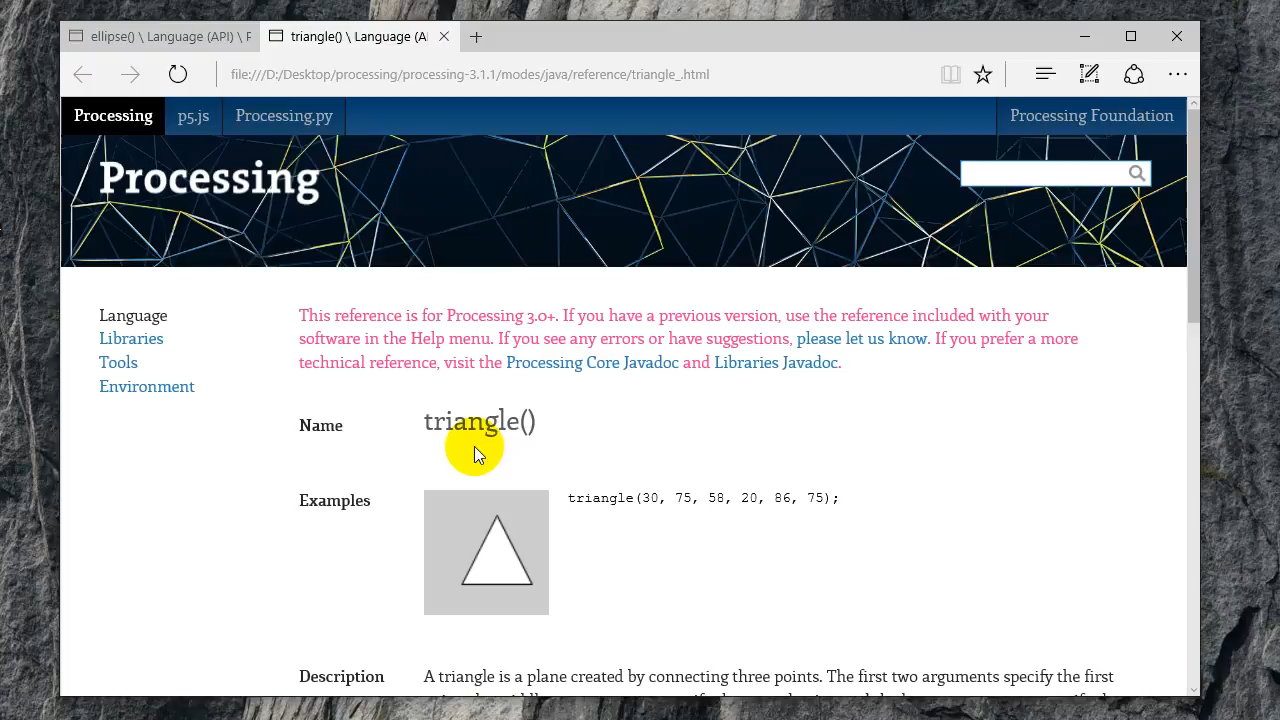 ellipse() \ Language (API) \ P
triangle() \ Language (A
file:///D:/Desktop/processing/processing-3.1.1/modes/java/reference/triangle_.html
Processing
p5.js
Processing.py
Processing Foundation
Processing
Language
Libraries
Tools
Environment
This reference is for Processing 3.0+. If you have a previous version, use the reference included with your
software in the Help menu. If you see any errors or have suggestions, please let us know. If you prefer a more
technical reference, visit the Processing Core Javadoc and Libraries Javadoc.
Name
triangle()
Examples
triangle(30, 75, 58, 20, 86, 75);
Description
A triangle is a plane created by connecting three points. The first two arguments specify the first